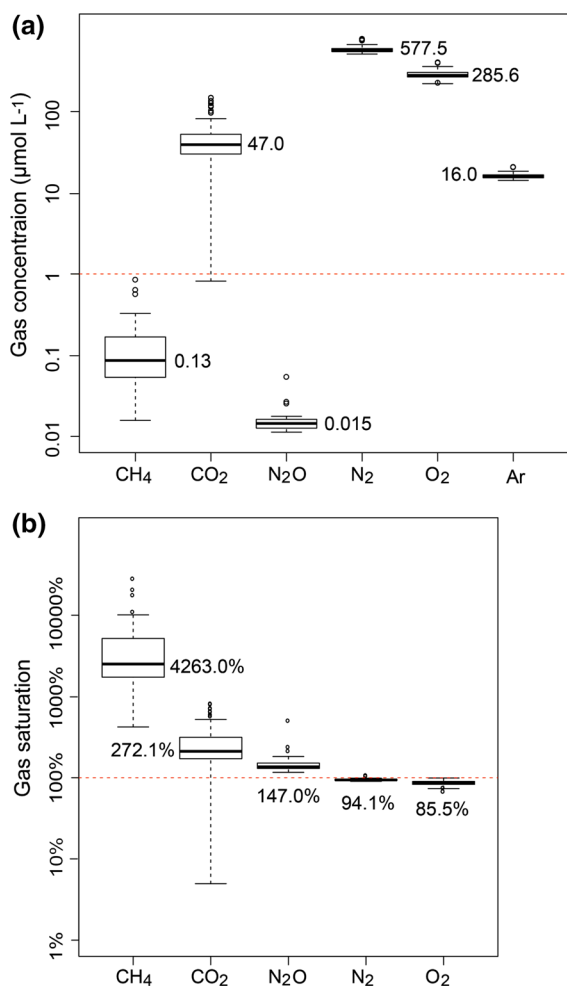 (a)
Gas concentraion (µmol L-1)
100
10
1
0.1
0.01
577.5
285.6
47.0
16.0
0.13
0.015
CH4 CO2 N2O N2 O2 Ar
(b)
Gas saturation
10000%
1000%
100%
10%
1%
4263.0%
272.1%
147.0% 94.1% 85.5%
CH4 CO2 N2O N2 O2